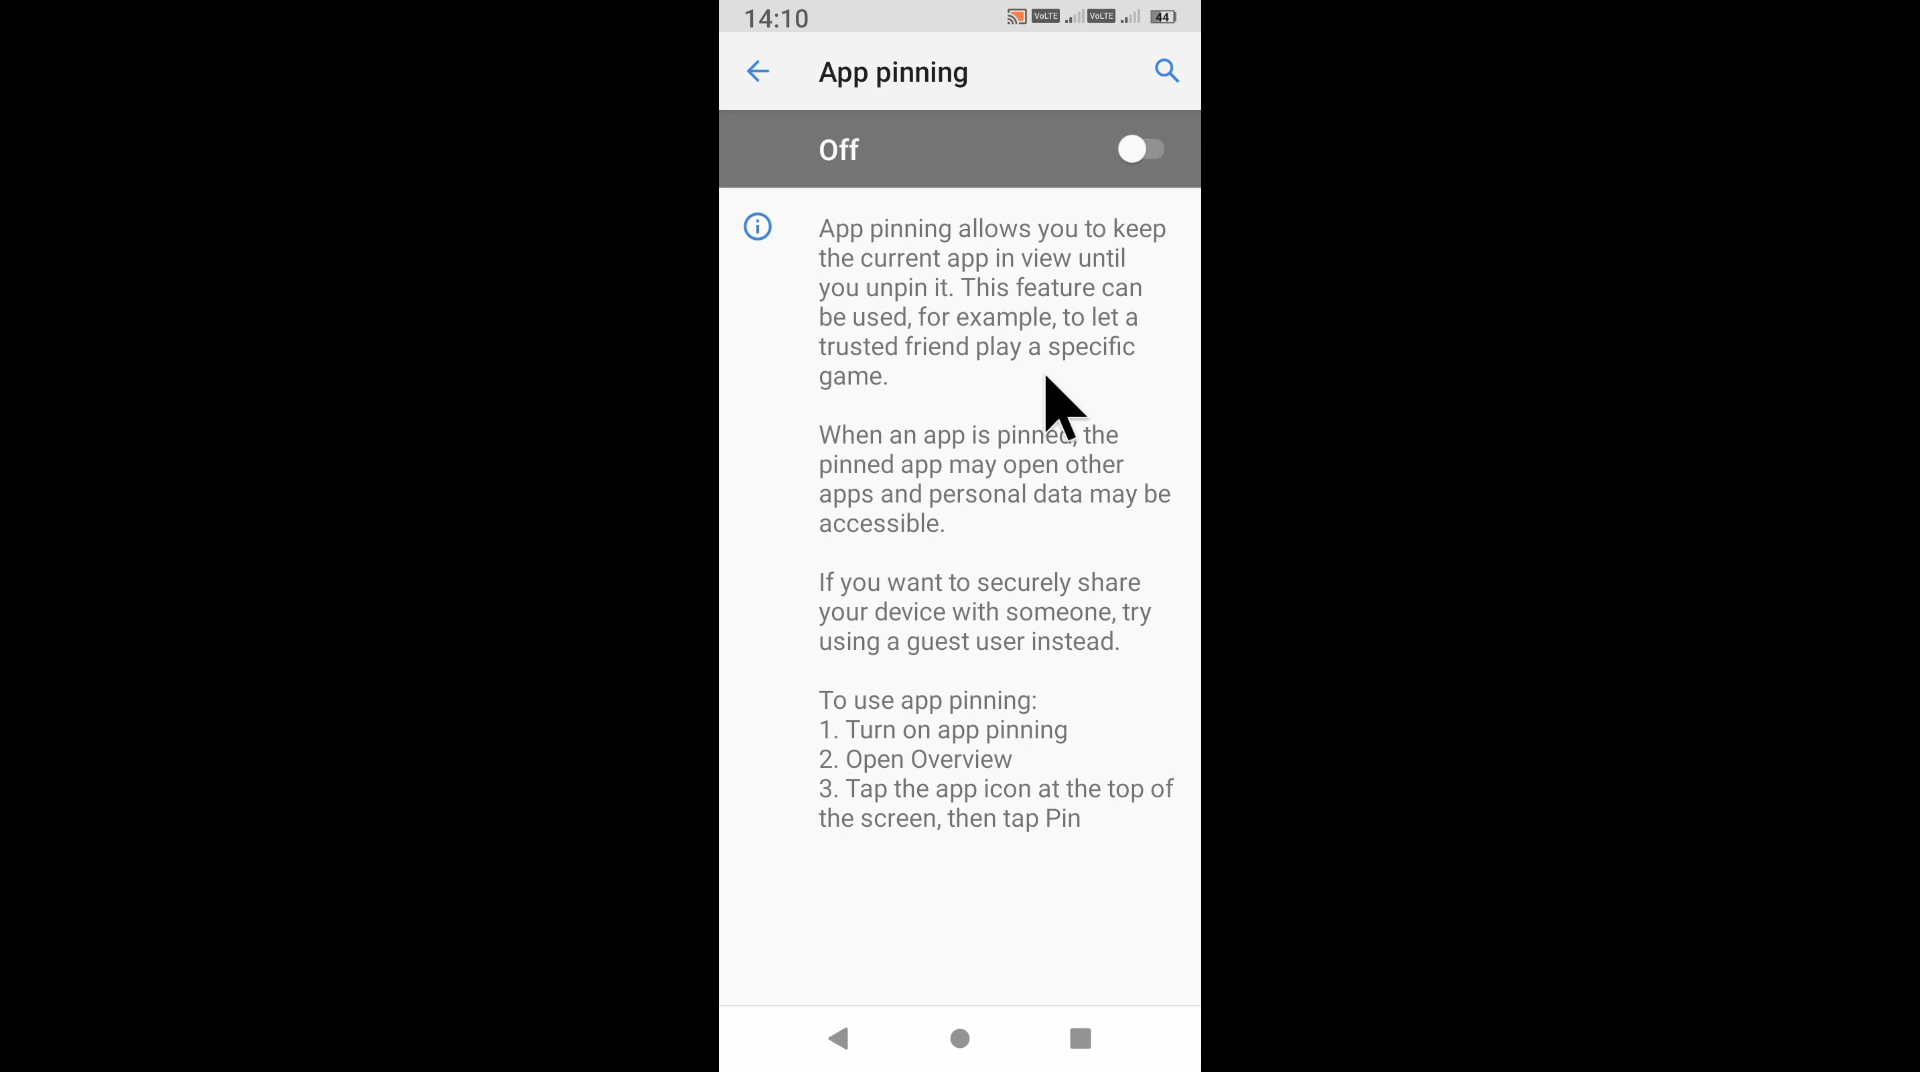 14:10
VoLTE VoLTE 44
App pinning
Off
App pinning allows you to keep
the current app in view until
you unpin it. This feature can
be used, for example, to let a
trusted friend play a specific
game.
When an app is pinned, the
pinned app may open other
apps and personal data may be
accessible.
If you want to securely share
your device with someone, try
using a guest user instead.
To use app pinning:
1. Turn on app pinning
2. Open Overview
3. Tap the app icon at the top of
the screen, then tap Pin